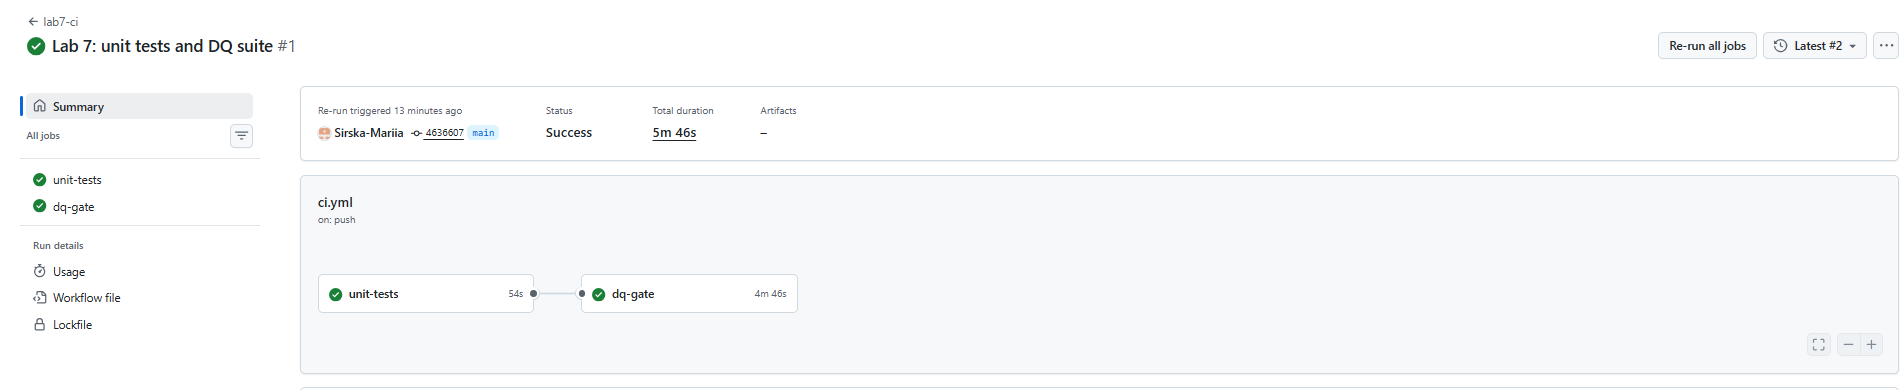 ← lab7-ci
Lab 7: unit tests and DQ suite #1
Re-run all jobs
Latest #2
Summary
All jobs
unit-tests
dq-gate
Run details
Usage
Workflow file
Lockfile
Re-run triggered 13 minutes ago
Sirska-Mariia 4636607 main
Status
Success
Total duration
5m 46s
Artifacts
–
ci.yml
on: push
unit-tests 54s
dq-gate 4m 46s